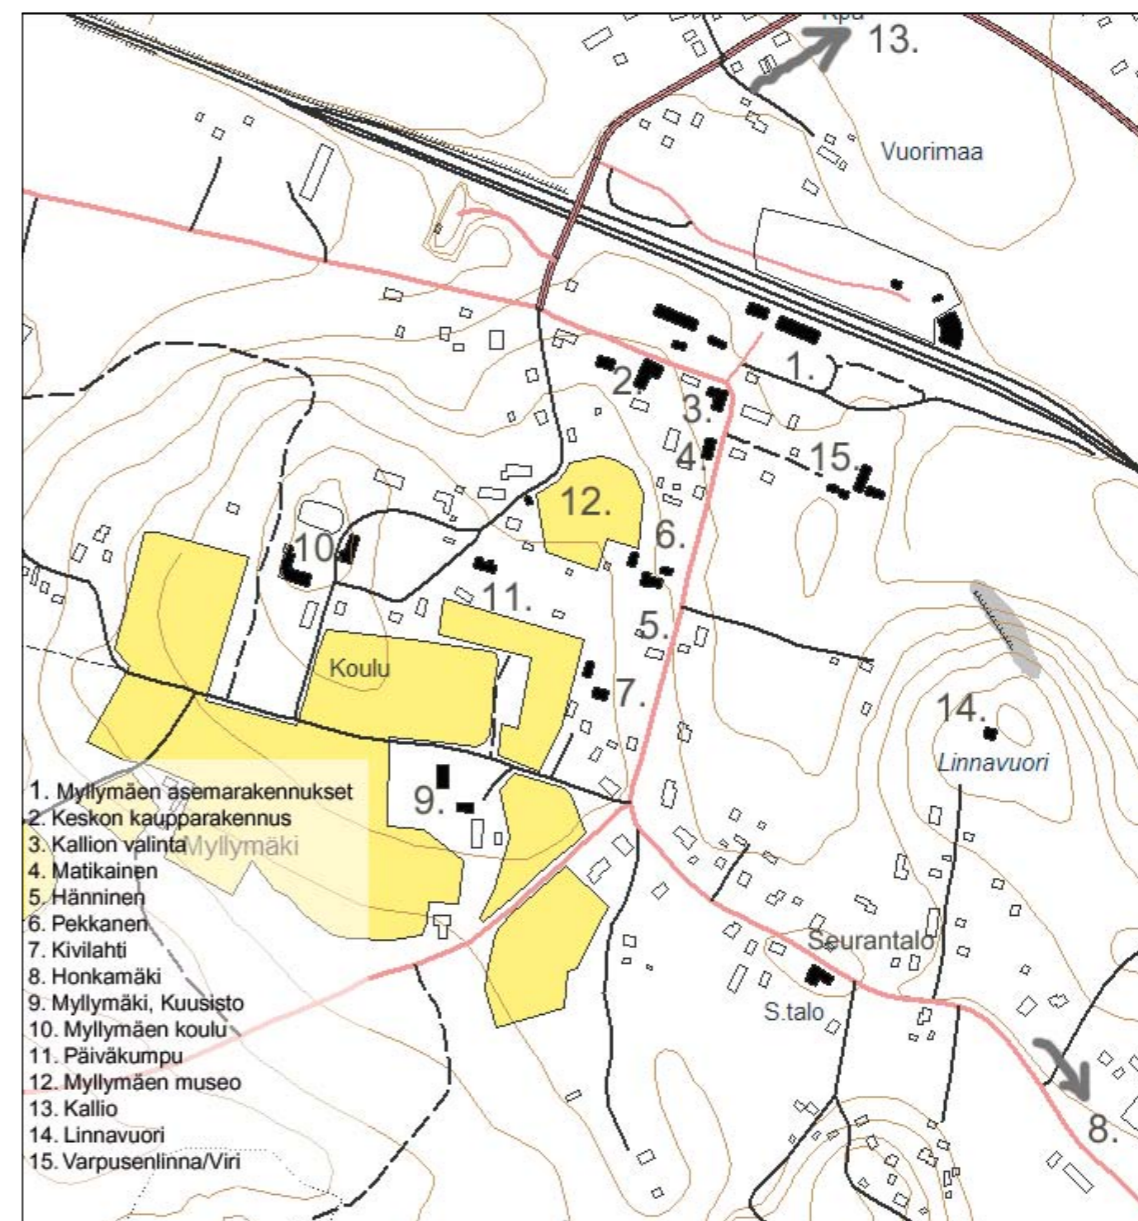 13.
Vuorimaa
1.
2.
3.
4.
15.
12.
6.
10
11.
5.
Koulu
7.
14.
Linnavuori
9.
Myllymäki
Seurantalo
S.talo
8.
1. Myllymäen asemarakennukset
2. Keskon kaupparakennus
3. Kallion valinta
4. Matikainen
5. Hänninen
6. Pekkanen
7. Kivilahti
8. Honkamäki
9. Myllymäki, Kuusisto
10. Myllymäen koulu
11. Päiväkumpu
12. Myllymäen museo
13. Kallio
14. Linnavuori
15. Varpusenlinna/Viri